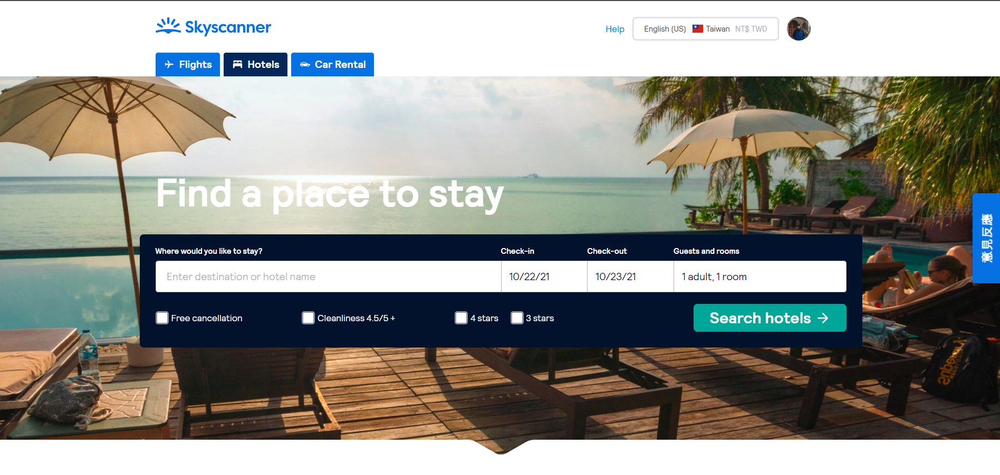 Skyscanner
Help
English (US) Taiwan NT$ TWD
Flights
Hotels
Car Rental
Find a place to stay
Where would you like to stay?
Check-in
Check-out
Guests and rooms
Enter destination or hotel name
10/22/21
10/23/21
1 adult, 1 room
Free cancellation
Cleanliness 4.5/5 +
4 stars
3 stars
Search hotels
意見反應